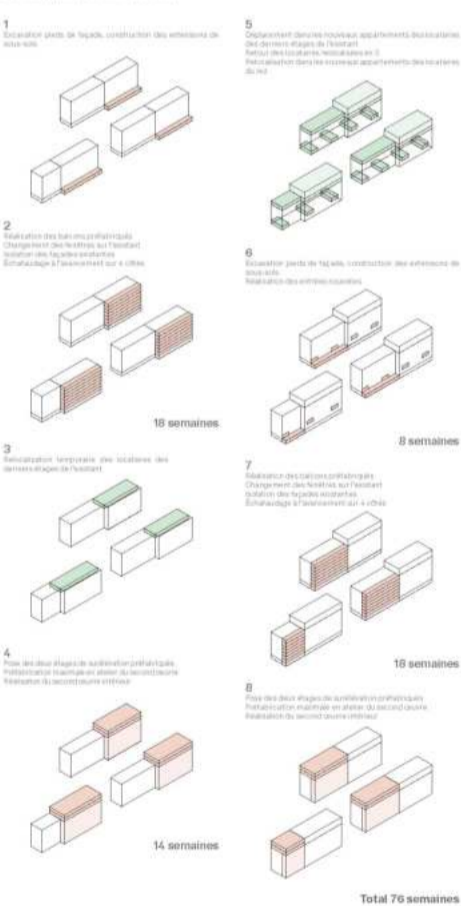 1
Excavation pieds de façade, construction des extensions de
sous-sols
2
Réalisation des balcons préfabriqués
Changement des fenêtres sur l'existant
Isolation des façades existantes
Échafaudage à l'avancement sur 4 côtés
18 semaines
3
Relocalisation temporaire des locataires des
derniers étages de l'existant
4
Pose des deux étages de surélévation préfabriqués
Préfabrication maximale en atelier du second œuvre
Réalisation du second œuvre intérieur
14 semaines
5
Déplacement dans les nouveaux appartements des locataires
des derniers étages de l'existant
Retour des locataires relocalisés en 3
Relocalisation dans les nouveaux appartements des locataires
du rez
6
Excavation pieds de façade, construction des extensions de
sous-sols
Réalisation des entrées nouvelles
8 semaines
7
Réalisation des balcons préfabriqués
Changement des fenêtres sur l'existant
Isolation des façades existantes
Échafaudage à l'avancement sur 4 côtés
18 semaines
8
Pose des deux étages de surélévation préfabriqués
Préfabrication maximale en atelier du second œuvre
Réalisation du second œuvre intérieur
Total 76 semaines